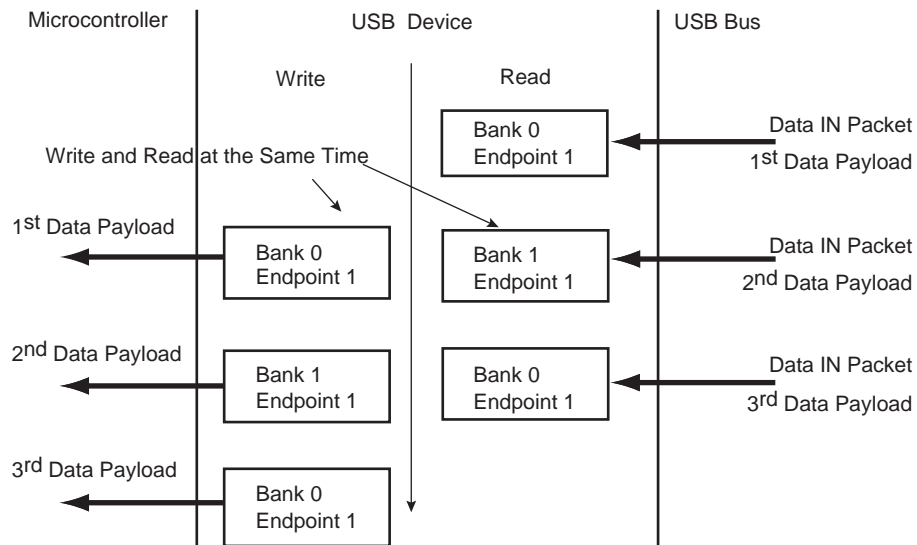 Microcontroller
USB Device
USB Bus
Write
Read
Bank 0
Endpoint 1
Data IN Packet
1st Data Payload
Write and Read at the Same Time
1st Data Payload
Bank 0
Endpoint 1
Bank 1
Endpoint 1
Data IN Packet
2nd Data Payload
2nd Data Payload
Bank 1
Endpoint 1
Bank 0
Endpoint 1
Data IN Packet
3rd Data Payload
3rd Data Payload
Bank 0
Endpoint 1